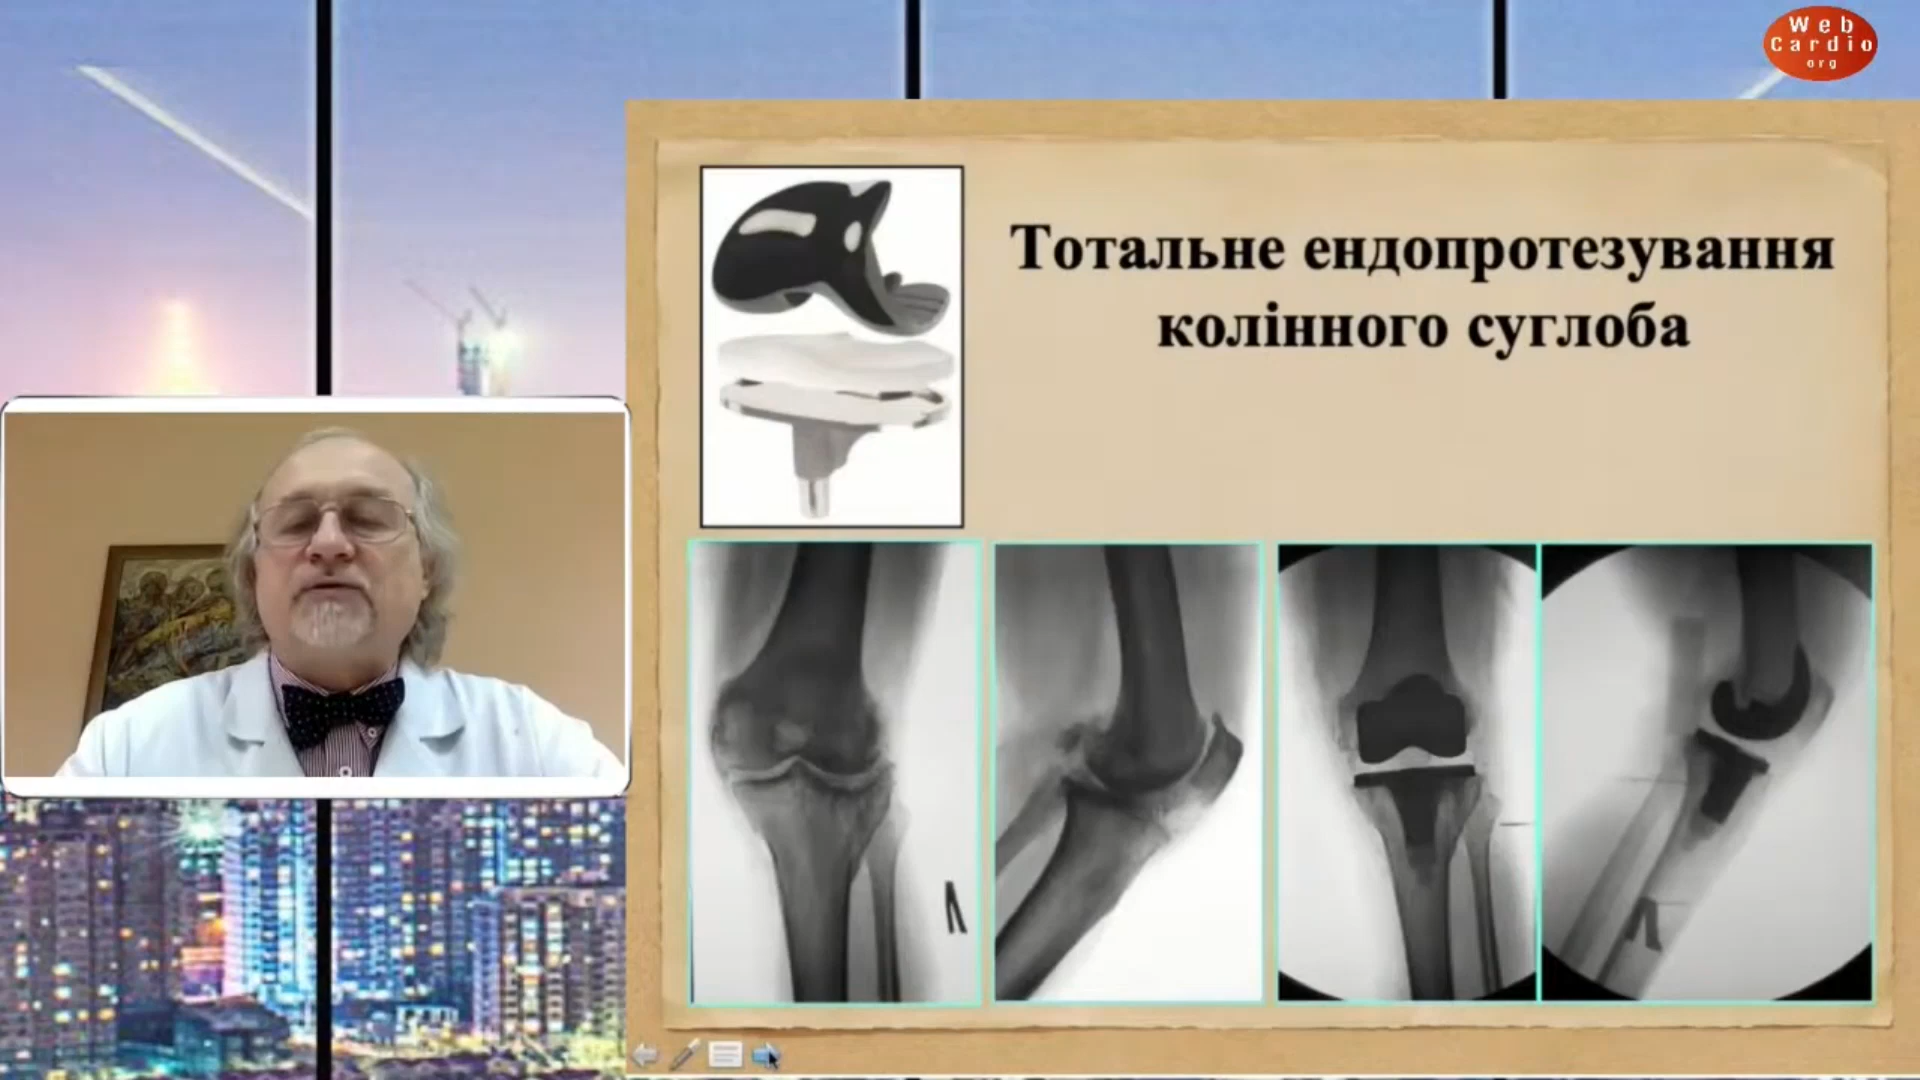 Web
Cardio
org
Тотальне ендопротезування
колінного суглоба
Л
Л